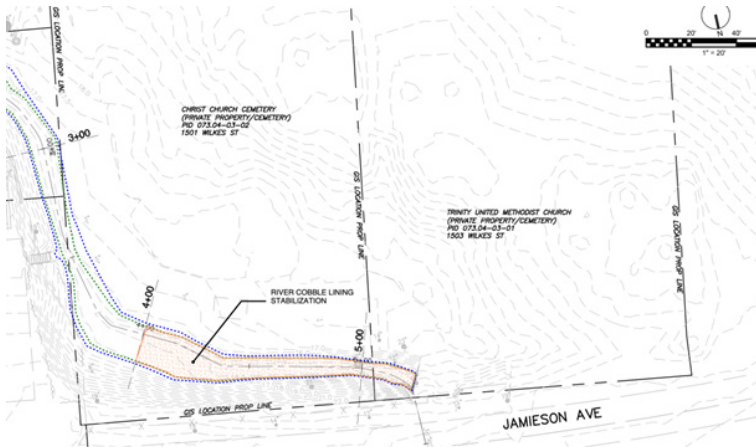 GIS LOCATION PROP LINE
N
0 20' 40'
1" = 20'
CHRIST CHURCH CEMETERY
(PRIVATE PROPERTY/CEMETERY)
PID 073.04-03-02
1501 WILKES ST
3+00
GIS LOCATION PROP LINE
TRINITY UNITED METHODIST CHURCH
(PRIVATE PROPERTY/CEMETERY)
PID 073.04-03-01
1503 WILKES ST
GIS LOCATION PROP LINE
RIVER COBBLE LINING
STABILIZATION
4+00
5+00
GIS LOCATION PROP LINE
JAMIESON AVE